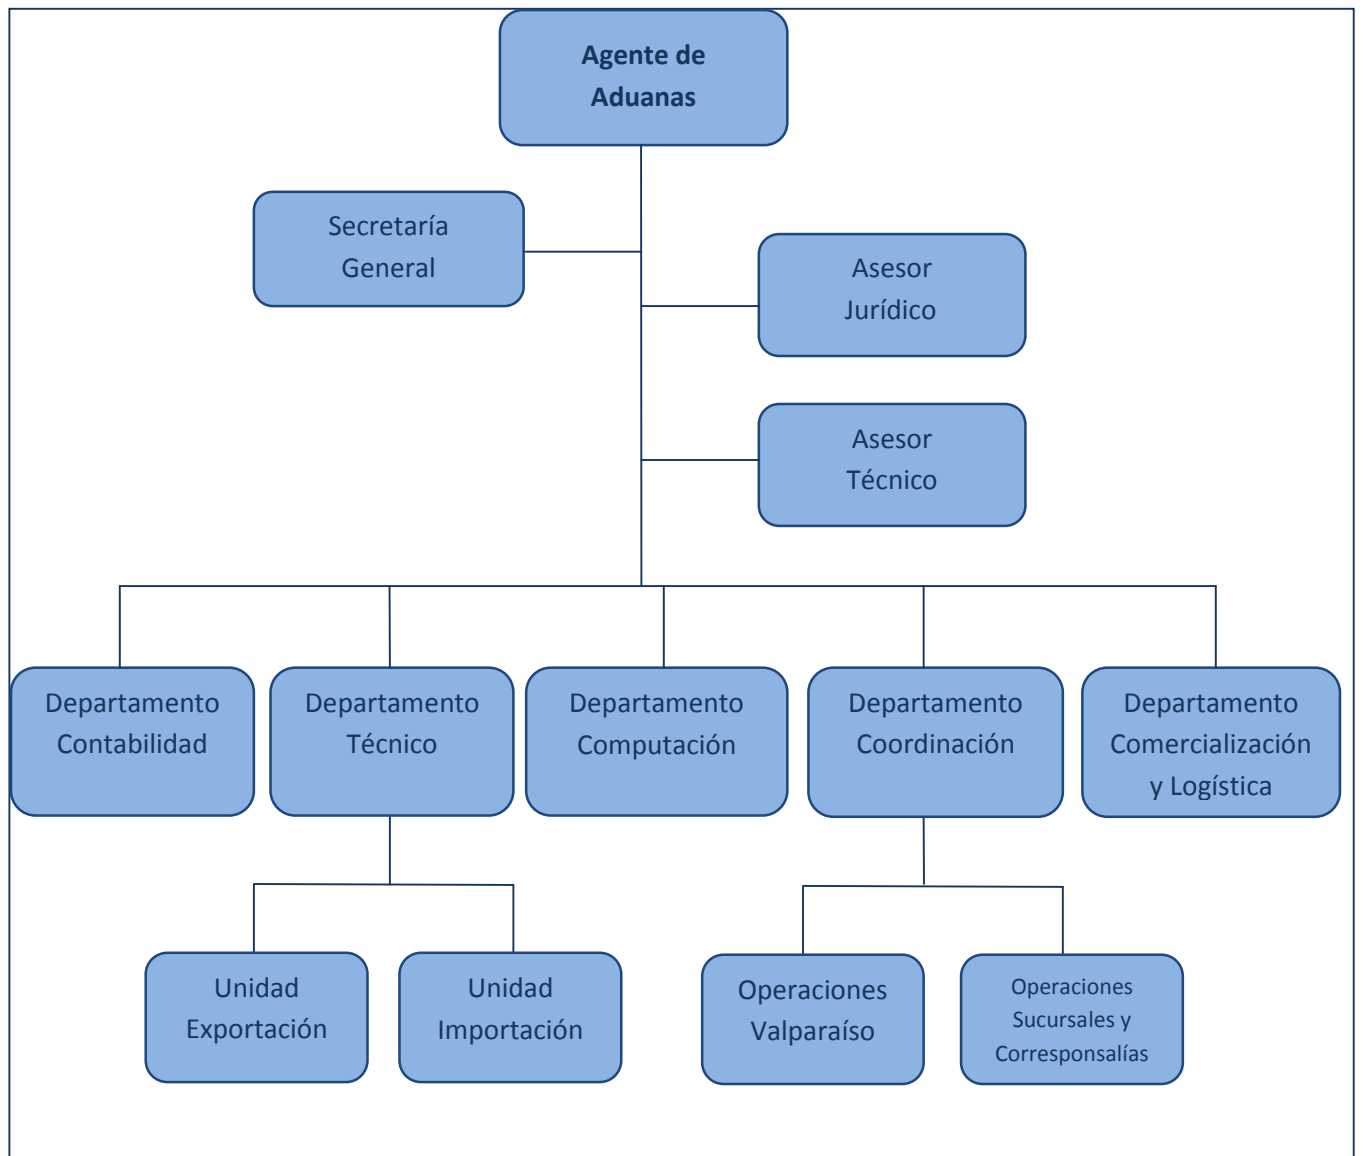 Agente de
Aduanas
Secretaría
General
Asesor
Jurídico
Asesor
Técnico
Departamento
Contabilidad
Departamento
Técnico
Departamento
Computación
Departamento
Coordinación
Departamento
Comercialización
y Logística
Unidad
Exportación
Unidad
Importación
Operaciones
Valparaíso
Operaciones
Sucursales y
Corresponsalías